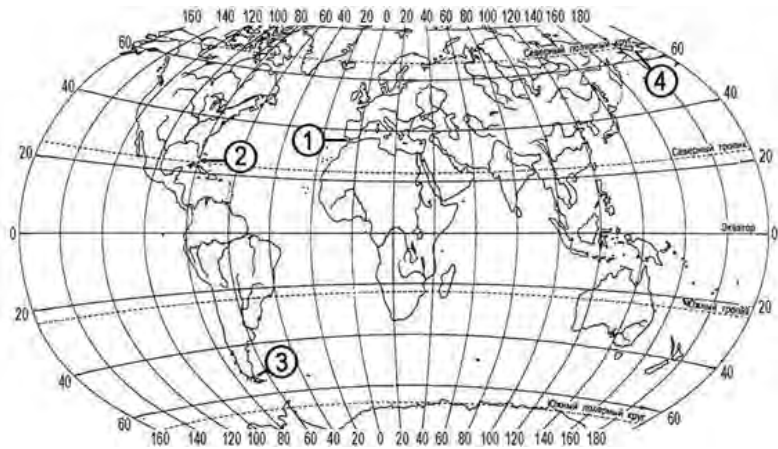 160 140 120 100 80 60 40 20 0 20 40 60 80 100 120 140 160 180
60 Северный полярный круг 60
4
40 40
1
2 Северный тропик
20 20
0 Экватор 0
20 Южный тропик 20
3
40 40
60 Южный полярный круг 60
160 140 120 100 80 60 40 20 0 20 40 60 80 100 120 140 160 180